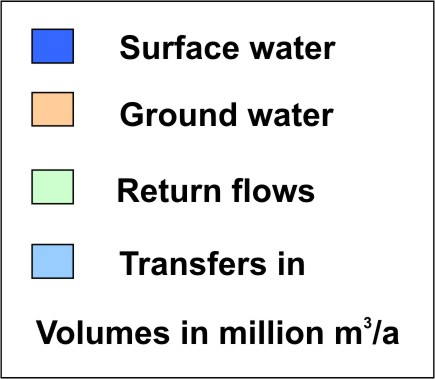 Surface water
Ground water
Return flows
Transfers in
Volumes in million m³/a